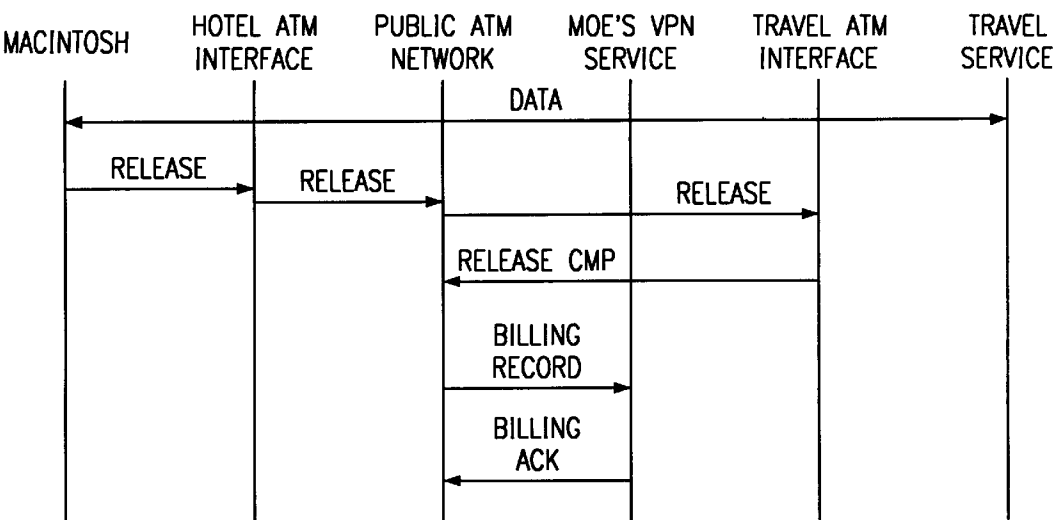 MACINTOSH
HOTEL ATM
INTERFACE
PUBLIC ATM
NETWORK
MOE'S VPN
SERVICE
TRAVEL ATM
INTERFACE
TRAVEL
SERVICE
DATA
RELEASE
RELEASE
RELEASE
RELEASE CMP
BILLING
RECORD
BILLING
ACK